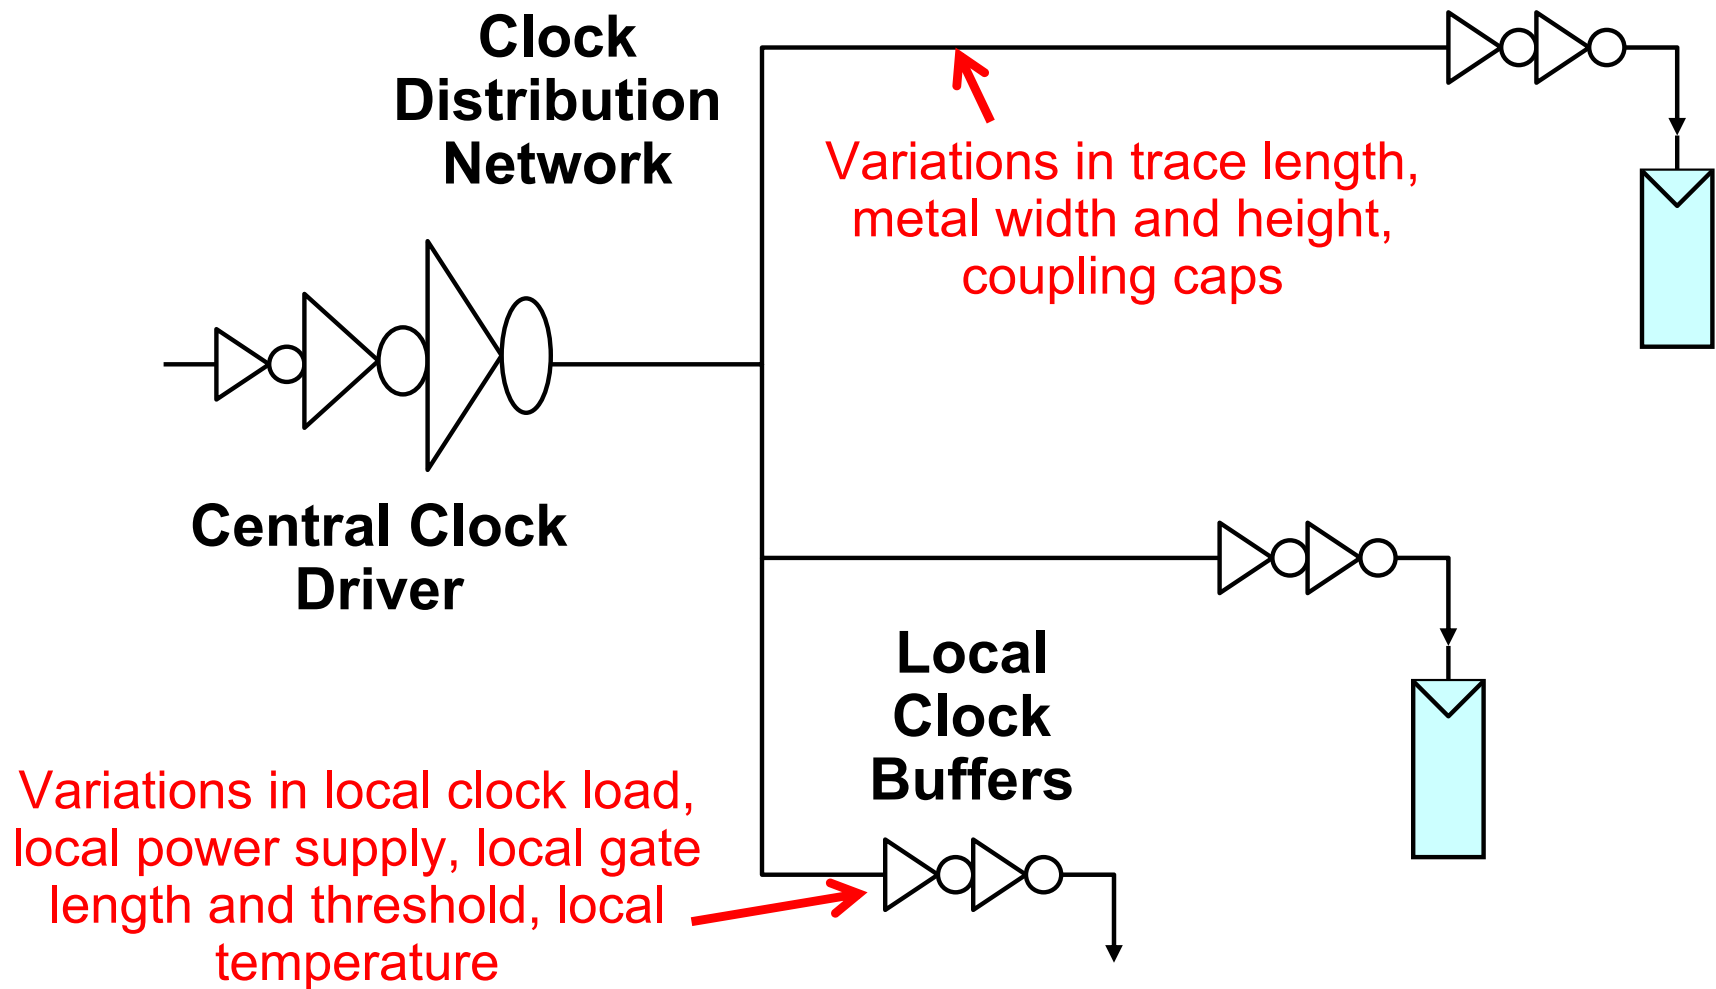 Clock
Distribution
Network
Variations in trace length,
metal width and height,
coupling caps
Central Clock
Driver
Local
Clock
Buffers
Variations in local clock load,
local power supply, local gate
length and threshold, local
temperature